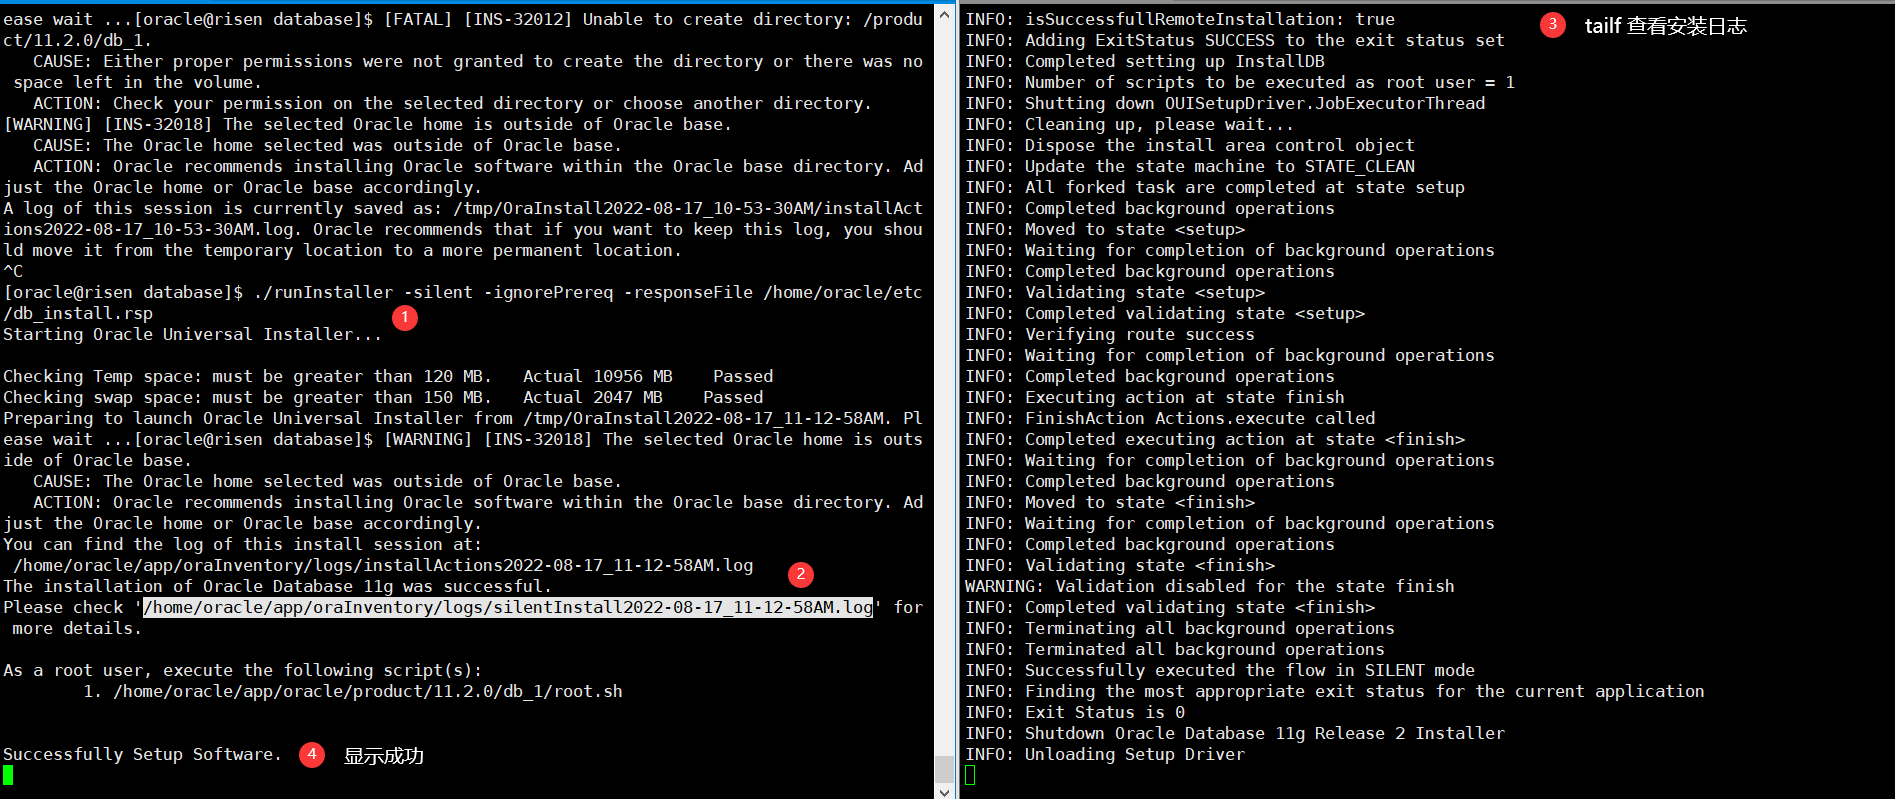 ease wait ...[oracle@risen database]$ [FATAL] [INS-32012] Unable to create directory: /produ
ct/11.2.0/db_1.
   CAUSE: Either proper permissions were not granted to create the directory or there was no
 space left in the volume.
   ACTION: Check your permission on the selected directory or choose another directory.
[WARNING] [INS-32018] The selected Oracle home is outside of Oracle base.
   CAUSE: The Oracle home selected was outside of Oracle base.
   ACTION: Oracle recommends installing Oracle software within the Oracle base directory. Ad
just the Oracle home or Oracle base accordingly.
A log of this session is currently saved as: /tmp/OraInstall2022-08-17_10-53-30AM/installAct
ions2022-08-17_10-53-30AM.log. Oracle recommends that if you want to keep this log, you shou
ld move it from the temporary location to a more permanent location.
^C
[oracle@risen database]$ ./runInstaller -silent -ignorePrereq -responseFile /home/oracle/etc
/db_install.rsp
1
Starting Oracle Universal Installer...

Checking Temp space: must be greater than 120 MB.   Actual 10956 MB    Passed
Checking swap space: must be greater than 150 MB.   Actual 2047 MB    Passed
Preparing to launch Oracle Universal Installer from /tmp/OraInstall2022-08-17_11-12-58AM. Pl
ease wait ...[oracle@risen database]$ [WARNING] [INS-32018] The selected Oracle home is outs
ide of Oracle base.
   CAUSE: The Oracle home selected was outside of Oracle base.
   ACTION: Oracle recommends installing Oracle software within the Oracle base directory. Ad
just the Oracle home or Oracle base accordingly.
You can find the log of this install session at:
 /home/oracle/app/oraInventory/logs/installActions2022-08-17_11-12-58AM.log
2
The installation of Oracle Database 11g was successful.
Please check '/home/oracle/app/oraInventory/logs/silentInstall2022-08-17_11-12-58AM.log' for
 more details.

As a root user, execute the following script(s):
        1. /home/oracle/app/oracle/product/11.2.0/db_1/root.sh

Successfully Setup Software.
4 显示成功
INFO: isSuccessfullRemoteInstallation: true
3 tailf 查看安装日志
INFO: Adding ExitStatus SUCCESS to the exit status set
INFO: Completed setting up InstallDB
INFO: Number of scripts to be executed as root user = 1
INFO: Shutting down OUISetupDriver.JobExecutorThread
INFO: Cleaning up, please wait...
INFO: Dispose the install area control object
INFO: Update the state machine to STATE_CLEAN
INFO: All forked task are completed at state setup
INFO: Completed background operations
INFO: Moved to state <setup>
INFO: Waiting for completion of background operations
INFO: Completed background operations
INFO: Validating state <setup>
INFO: Completed validating state <setup>
INFO: Verifying route success
INFO: Waiting for completion of background operations
INFO: Completed background operations
INFO: Executing action at state finish
INFO: FinishAction Actions.execute called
INFO: Completed executing action at state <finish>
INFO: Waiting for completion of background operations
INFO: Completed background operations
INFO: Moved to state <finish>
INFO: Waiting for completion of background operations
INFO: Completed background operations
INFO: Validating state <finish>
WARNING: Validation disabled for the state finish
INFO: Completed validating state <finish>
INFO: Terminating all background operations
INFO: Terminated all background operations
INFO: Successfully executed the flow in SILENT mode
INFO: Finding the most appropriate exit status for the current application
INFO: Exit Status is 0
INFO: Shutdown Oracle Database 11g Release 2 Installer
INFO: Unloading Setup Driver